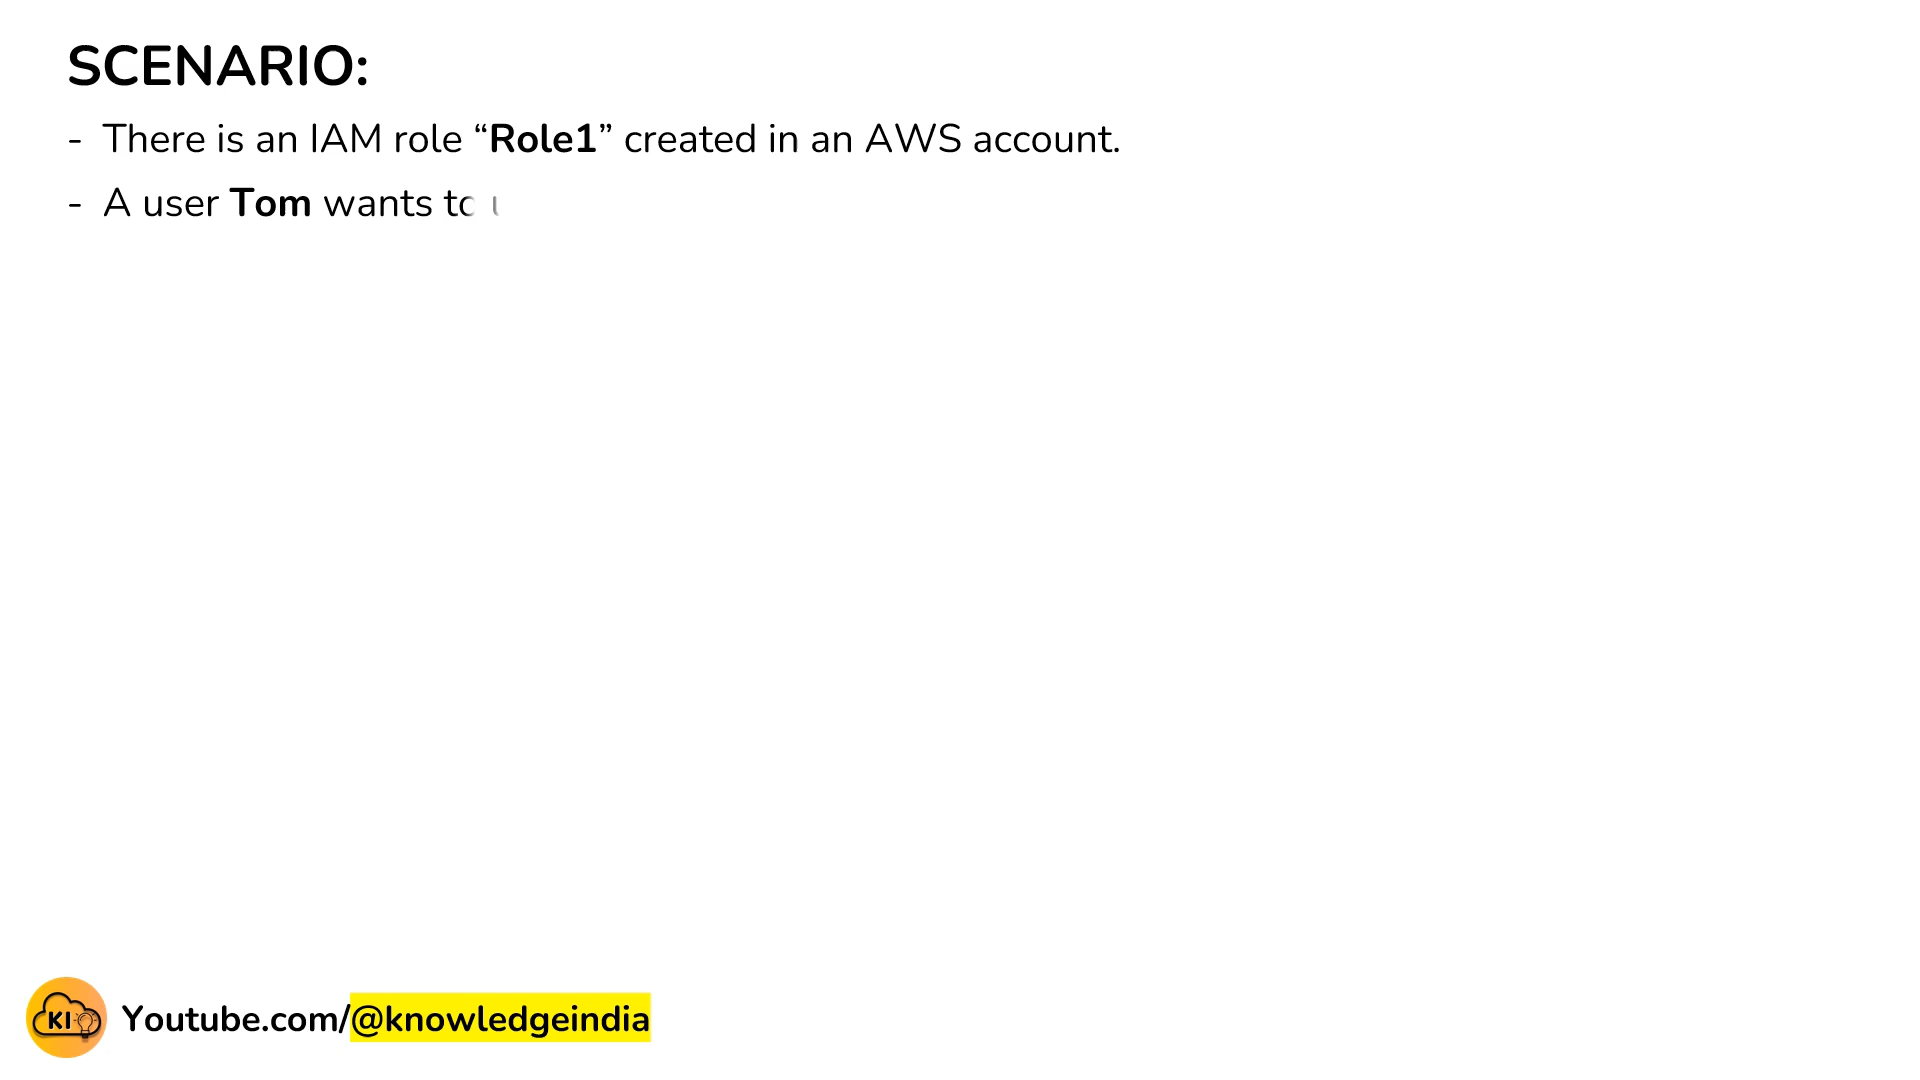 SCENARIO:
- There is an IAM role “Role1” created in an AWS account.
- A user Tom wants to
KI
Youtube.com/@knowledgeindia